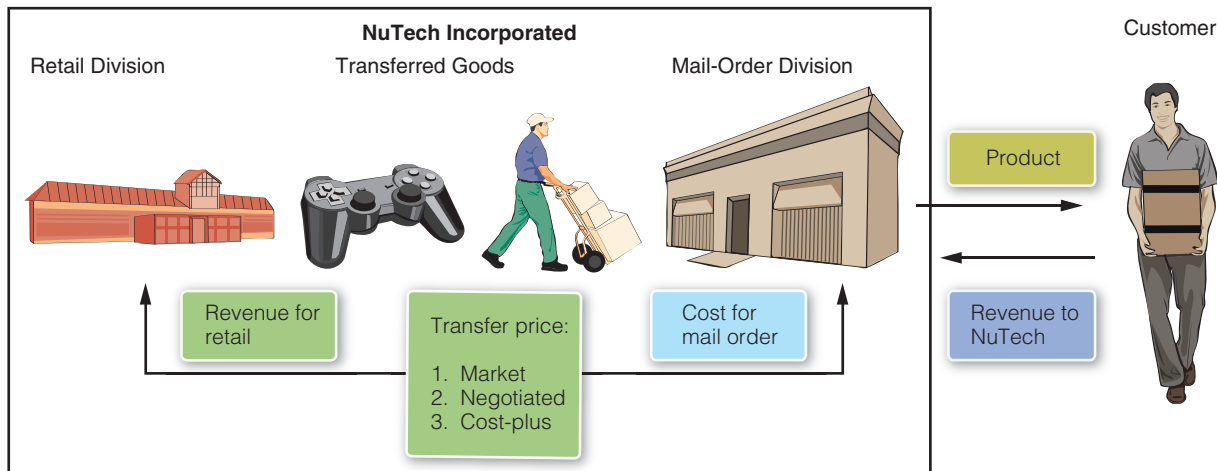 NuTech Incorporated
Customer
Retail Division
Transferred Goods
Mail-Order Division
Product
Revenue for
retail
Transfer price:
1. Market
2. Negotiated
3. Cost-plus
Cost for
mail order
Revenue to
NuTech